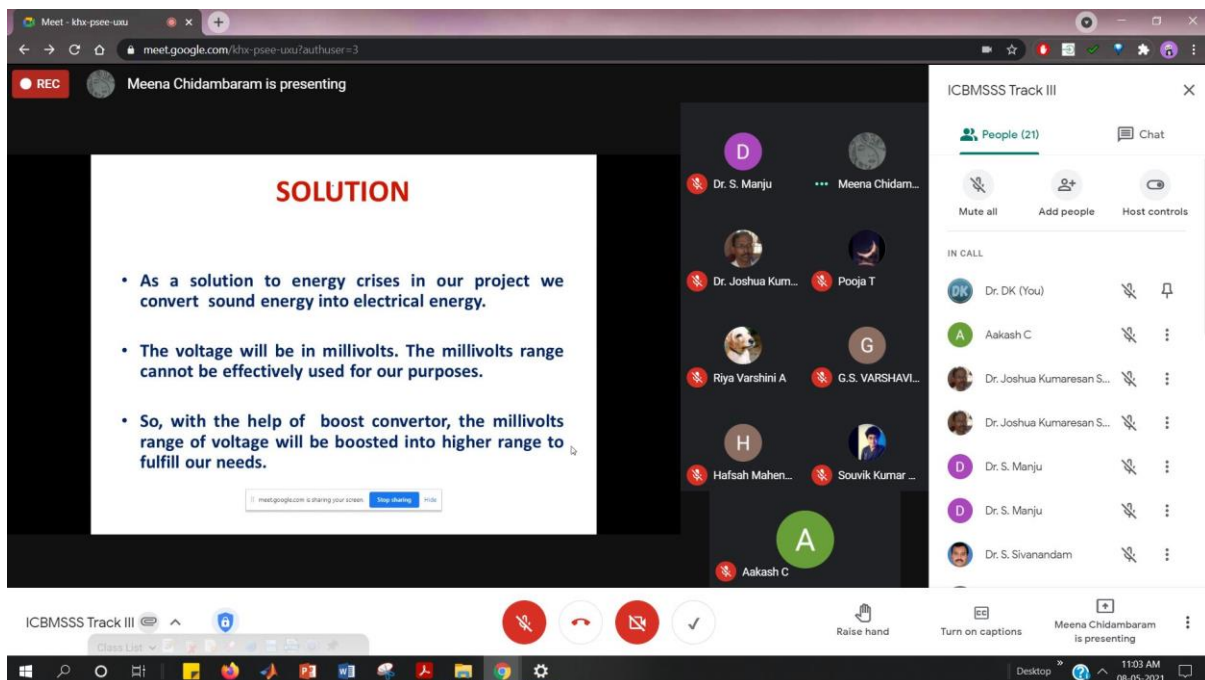 Meet - khx-psee-uxu
meet.google.com/khx-psee-uxu?authuser=3
REC
Meena Chidambaram is presenting
SOLUTION
• As a solution to energy crises in our project we
convert sound energy into electrical energy.
• The voltage will be in millivolts. The millivolts range
cannot be effectively used for our purposes.
• So, with the help of boost convertor, the millivolts
range of voltage will be boosted into higher range to
fulfill our needs.
meet.google.com is sharing your screen. Stop sharing Hide
D
Dr. S. Manju
Meena Chidam...
Dr. Joshua Kum...
Pooja T
G
Riya Varshini A
G.S. VARSHAVI...
H
Hafsah Mahen...
Souvik Kumar ...
A
Aakash C
ICBMSSS Track III
People (21)
Chat
Mute all
Add people
Host controls
IN CALL
DK Dr. DK (You)
A Aakash C
Dr. Joshua Kumaresan S...
Dr. Joshua Kumaresan S...
D Dr. S. Manju
D Dr. S. Manju
Dr. S. Sivanandam
ICBMSSS Track III
Class List
Raise hand
Turn on captions
Meena Chidambaram
is presenting
Desktop
11:03 AM
08-05-2021